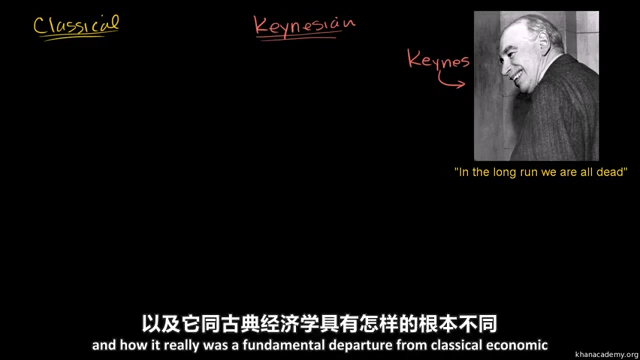 Classical
Keynesian
Keynes
"In the long run we are all dead"
以及它同古典经济学具有怎样的根本不同
and how it really was a fundamental departure from classical economic
khanacademy.org